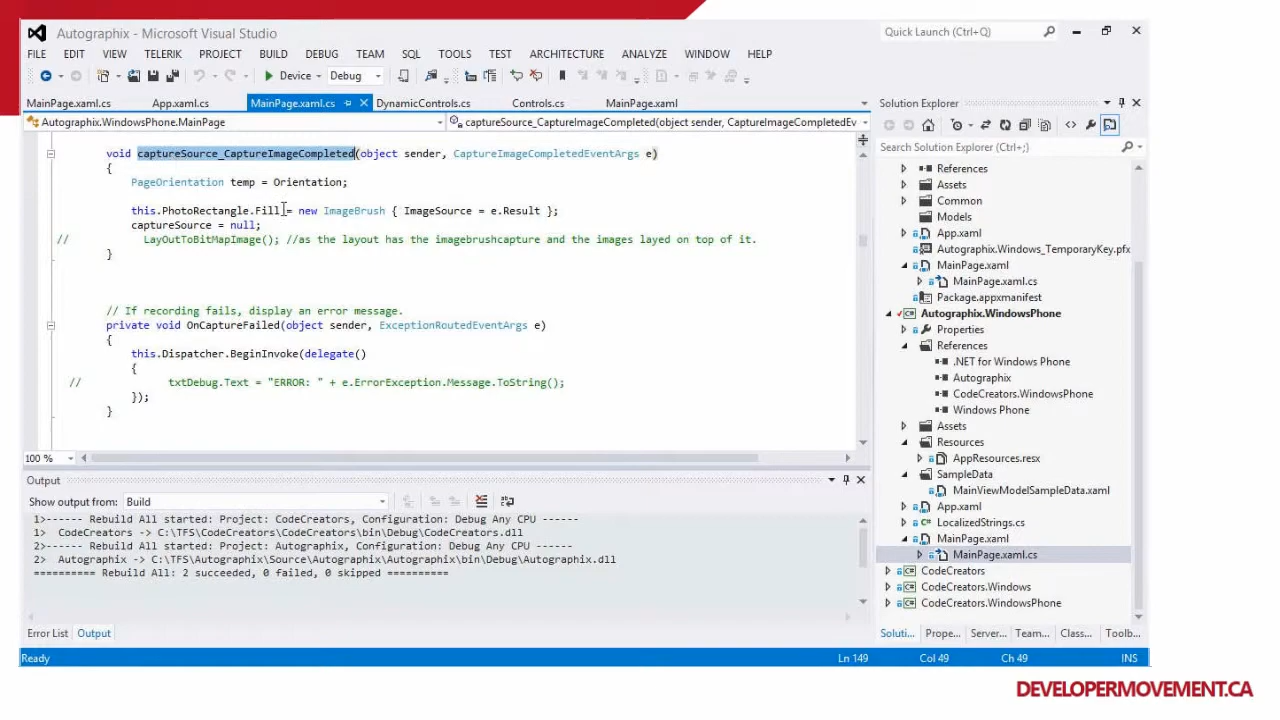 Autographix - Microsoft Visual Studio
Quick Launch (Ctrl+Q)
FILE EDIT VIEW TELERIK PROJECT BUILD DEBUG TEAM SQL TOOLS TEST ARCHITECTURE ANALYZE WINDOW HELP
Device Debug
MainPage.xaml.cs App.xaml.cs MainPage.xaml.cs DynamicControls.cs Controls.cs MainPage.xaml
Autographix.WindowsPhone.MainPage captureSource_CaptureImageCompleted(object sender, CaptureImageCompletedEv
void captureSource_CaptureImageCompleted(object sender, CaptureImageCompletedEventArgs e)
{
PageOrientation temp = Orientation;
this.PhotoRectangle.Fill = new ImageBrush { ImageSource = e.Result };
captureSource = null;
// LayOutToBitMapImage(); //as the layout has the imagebrushcapture and the images layed on top of it.
}
// If recording fails, display an error message.
private void OnCaptureFailed(object sender, ExceptionRoutedEventArgs e)
{
this.Dispatcher.BeginInvoke(delegate()
{
// txtDebug.Text = "ERROR: " + e.ErrorException.Message.ToString();
});
}
100 %
Output
Show output from: Build
1>------ Rebuild All started: Project: CodeCreators, Configuration: Debug Any CPU ------
1> CodeCreators -> C:\TFS\CodeCreators\CodeCreators\bin\Debug\CodeCreators.dll
2>------ Rebuild All started: Project: Autographix, Configuration: Debug Any CPU ------
2> Autographix -> C:\TFS\Autographix\Source\Autographix\Autographix\bin\Debug\Autographix.dll
========== Rebuild All: 2 succeeded, 0 failed, 0 skipped ==========
Error List Output
Solution Explorer
Search Solution Explorer (Ctrl+;)
References
Assets
Common
Models
App.xaml
Autographix.Windows_TemporaryKey.pfx
MainPage.xaml
MainPage.xaml.cs
Package.appxmanifest
Autographix.WindowsPhone
Properties
References
.NET for Windows Phone
Autographix
CodeCreators.WindowsPhone
Windows Phone
Assets
Resources
AppResources.resx
SampleData
MainViewModelSampleData.xaml
App.xaml
LocalizedStrings.cs
MainPage.xaml
MainPage.xaml.cs
CodeCreators
CodeCreators.Windows
CodeCreators.WindowsPhone
Soluti... Prope... Server... Team... Class... Toolb...
Ready Ln 149 Col 49 Ch 49 INS
DEVELOPERMOVEMENT.CA